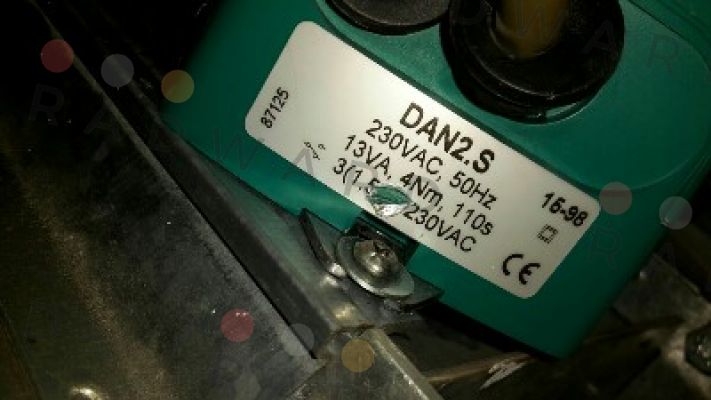 87125
DAN2.S
230VAC, 50Hz
13VA, 4Nm, 110s
3(1.5 230VAC
16-98
CE